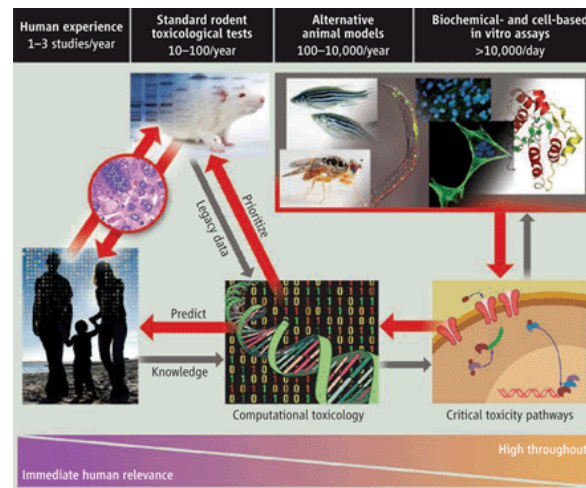 Human experience
1–3 studies/year
Standard rodent
toxicological tests
10–100/year
Alternative
animal models
100–10,000/year
Biochemical- and cell-based
in vitro assays
>10,000/day
Legacy data
Prioritize
Predict
Knowledge
Computational toxicology
Critical toxicity pathways
High throughout
Immediate human relevance